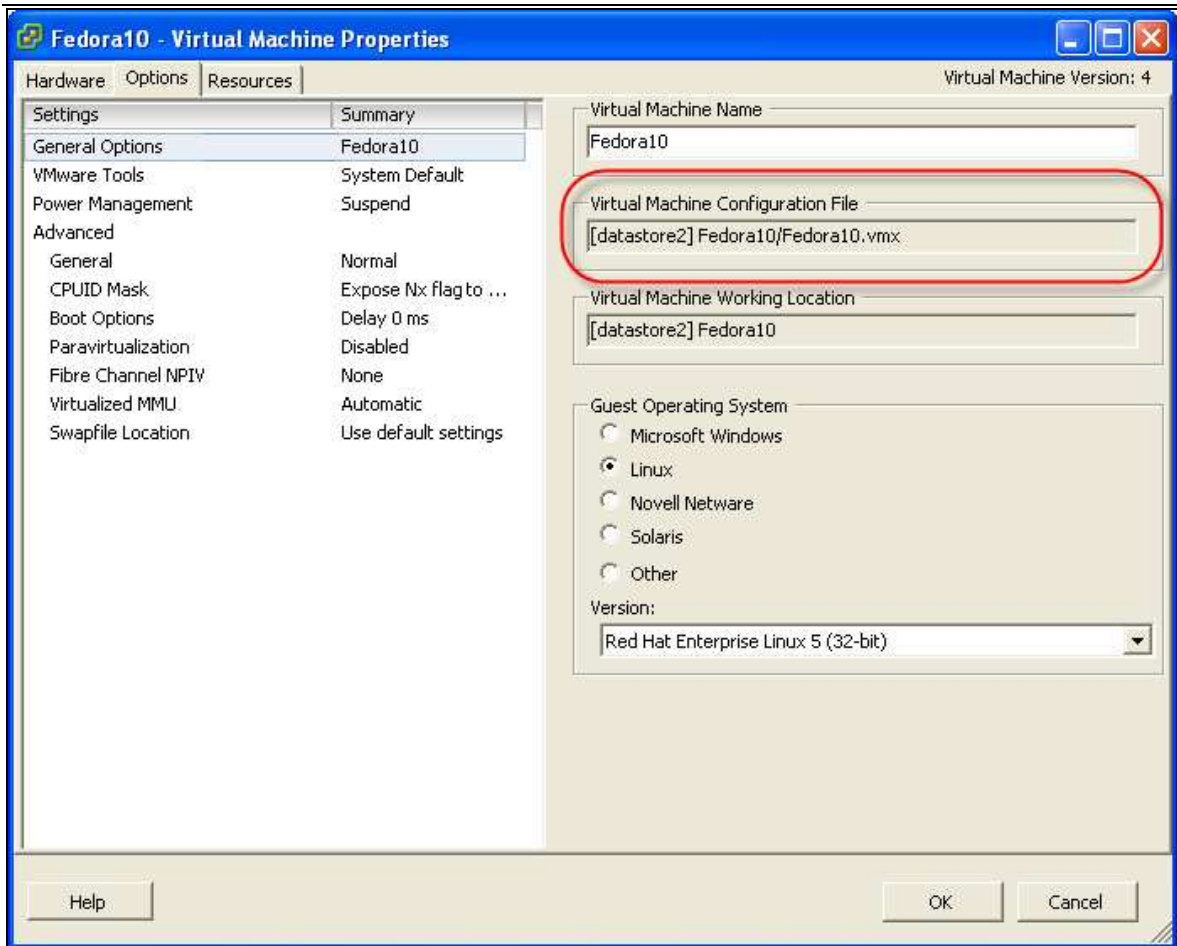 Fedora10 - Virtual Machine Properties
Hardware Options Resources Virtual Machine Version: 4
Settings Summary
General Options Fedora10
VMware Tools System Default
Power Management Suspend
Advanced
General Normal
CPUID Mask Expose Nx flag to ...
Boot Options Delay 0 ms
Paravirtualization Disabled
Fibre Channel NPIV None
Virtualized MMU Automatic
Swapfile Location Use default settings
Virtual Machine Name
Fedora10
Virtual Machine Configuration File
[datastore2] Fedora10/Fedora10.vmx
Virtual Machine Working Location
[datastore2] Fedora10
Guest Operating System
Microsoft Windows
Linux
Novell Netware
Solaris
Other
Version:
Red Hat Enterprise Linux 5 (32-bit)
Help OK Cancel